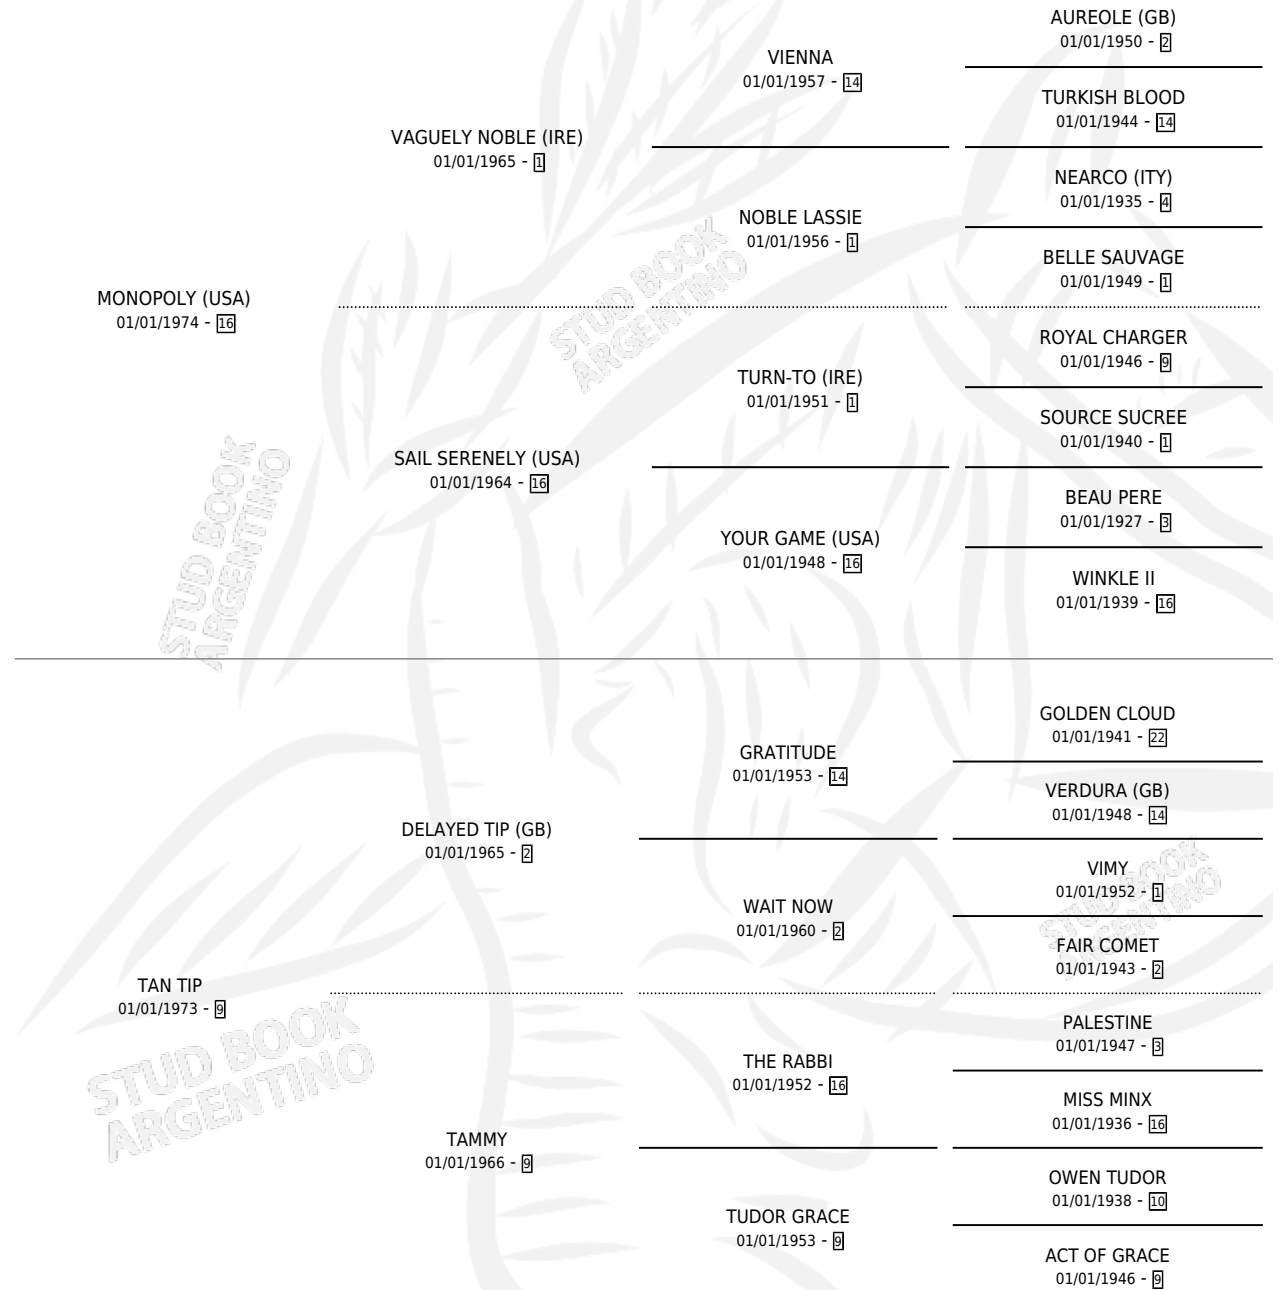 AUREOLE (GB)
01/01/1950 - 2
VIENNA
01/01/1957 - 14
TURKISH BLOOD
01/01/1944 - 14
VAGUELY NOBLE (IRE)
01/01/1965 - 1
NEARCO (ITY)
01/01/1935 - 4
NOBLE LASSIE
01/01/1956 - 1
BELLE SAUVAGE
01/01/1949 - 1
MONOPOLY (USA)
01/01/1974 - 16
ROYAL CHARGER
01/01/1946 - 9
TURN-TO (IRE)
01/01/1951 - 1
SOURCE SUCREE
01/01/1940 - 1
SAIL SERENELY (USA)
01/01/1964 - 16
BEAU PERE
01/01/1927 - 3
YOUR GAME (USA)
01/01/1948 - 16
WINKLE II
01/01/1939 - 16
GOLDEN CLOUD
01/01/1941 - 22
GRATITUDE
01/01/1953 - 14
VERDURA (GB)
01/01/1948 - 14
DELAYED TIP (GB)
01/01/1965 - 2
VIMY
01/01/1952 - 1
WAIT NOW
01/01/1960 - 2
FAIR COMET
01/01/1943 - 2
TAN TIP
01/01/1973 - 9
PALESTINE
01/01/1947 - 3
THE RABBI
01/01/1952 - 16
MISS MINX
01/01/1936 - 16
TAMMY
01/01/1966 - 9
OWEN TUDOR
01/01/1938 - 10
TUDOR GRACE
01/01/1953 - 9
ACT OF GRACE
01/01/1946 - 9
STUD BOOK
ARGENTINO
STUD BOOK
ARGENTINO
STUD BOOK
ARGENTINO
STUD BOOK
ARGENTINO